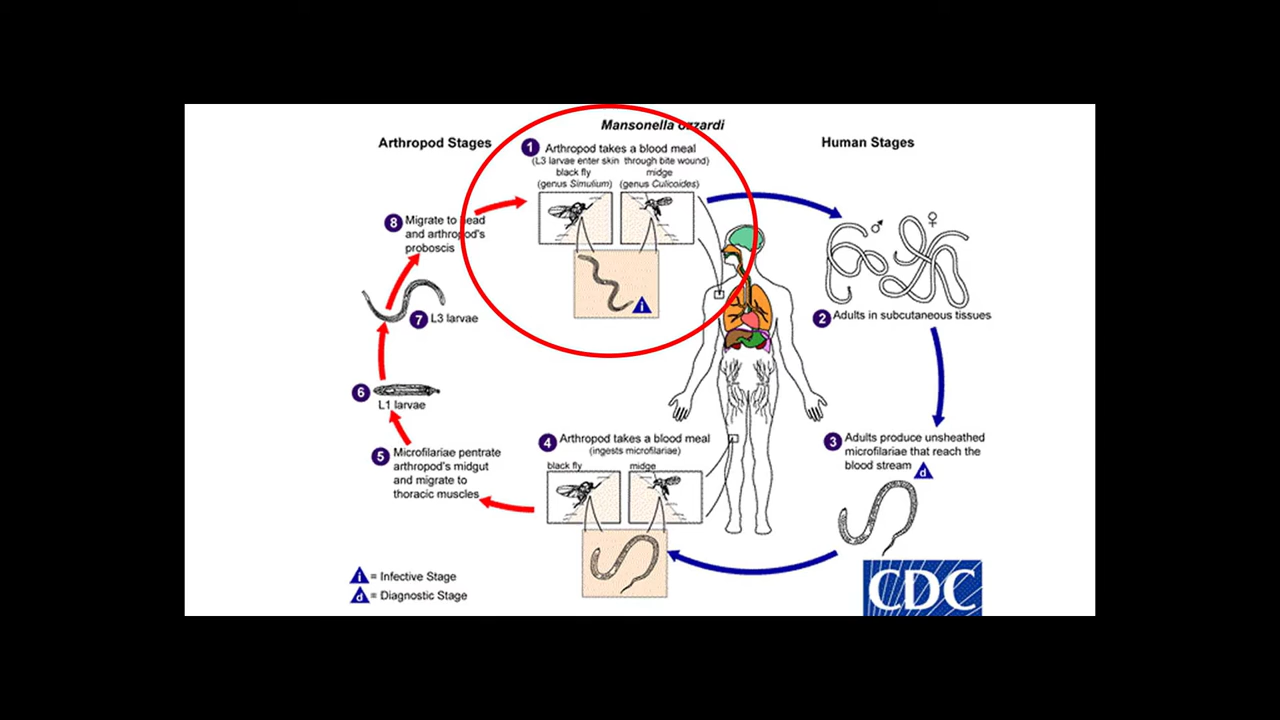 Mansonella ozzardi
Arthropod Stages
Human Stages
1
Arthropod takes a blood meal
(L3 larvae enter skin through bite wound)
black fly
(genus Simulium)
midge
(genus Culicoides)
i
♂
♀
2
Adults in subcutaneous tissues
3
Adults produce unsheathed
microfilariae that reach the
blood stream
d
4
Arthropod takes a blood meal
(ingests microfilariae)
black fly
midge
5
Microfilariae pentrate
arthropod's midgut
and migrate to
thoracic muscles
6
L1 larvae
7
L3 larvae
8
Migrate to head
and arthropod's
proboscis
i = Infective Stage
d = Diagnostic Stage
CDC